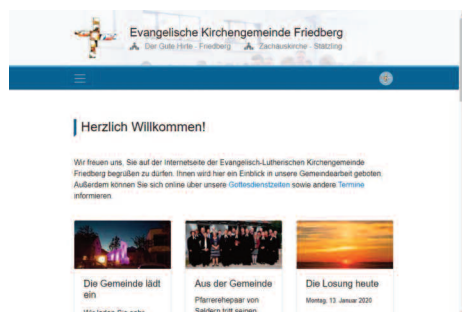 Evangelische Kirchengemeinde Friedberg
Der Gute Hirte - Friedberg Zachäuskirche - Stätzling
Herzlich Willkommen!
Wir freuen uns, Sie auf der Internetseite der Evangelisch-Lutherischen Kirchengemeinde
Friedberg begrüßen zu dürfen. Ihnen wird hier ein Einblick in unsere Gemeindearbeit geboten.
Außerdem können Sie sich online über unsere Gottesdienstzeiten sowie andere Termine
informieren.
Die Gemeinde lädt
ein
Aus der Gemeinde
Pfarrerehepaar von
Saldern tritt seinen
Die Losung heute
Montag, 13. Januar 2020